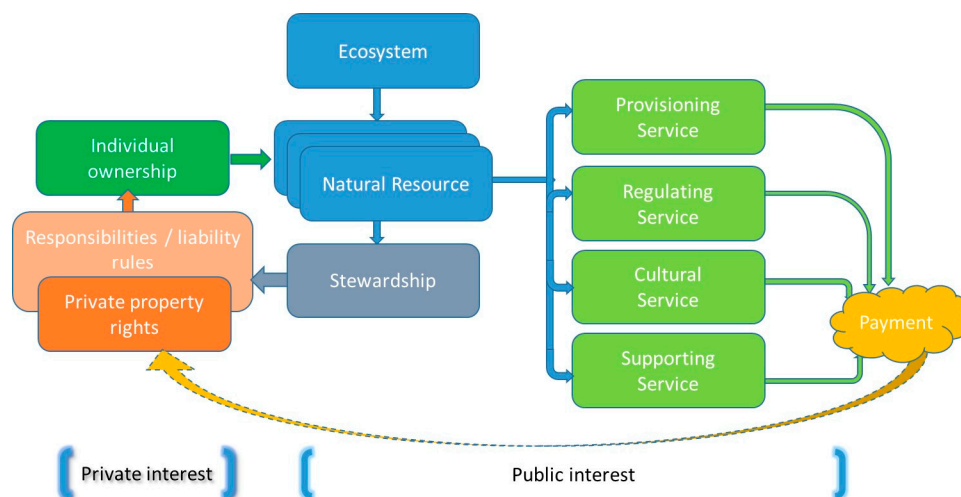 Ecosystem
Individual
ownership
Natural Resource
Responsibilities / liability
rules
Private property
rights
Stewardship
Provisioning
Service
Regulating
Service
Cultural
Service
Supporting
Service
Payment
Private interest
Public interest